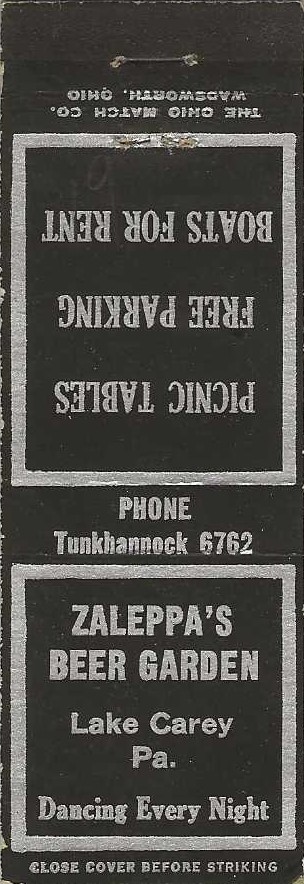 THE OHIO MATCH CO.
WADSWORTH, OHIO
PICNIC TABLES
FREE PARKING
BOATS FOR RENT
PHONE
Tunkhannock 6762
ZALEPPA'S
BEER GARDEN
Lake Carey
Pa.
Dancing Every Night
CLOSE COVER BEFORE STRIKING